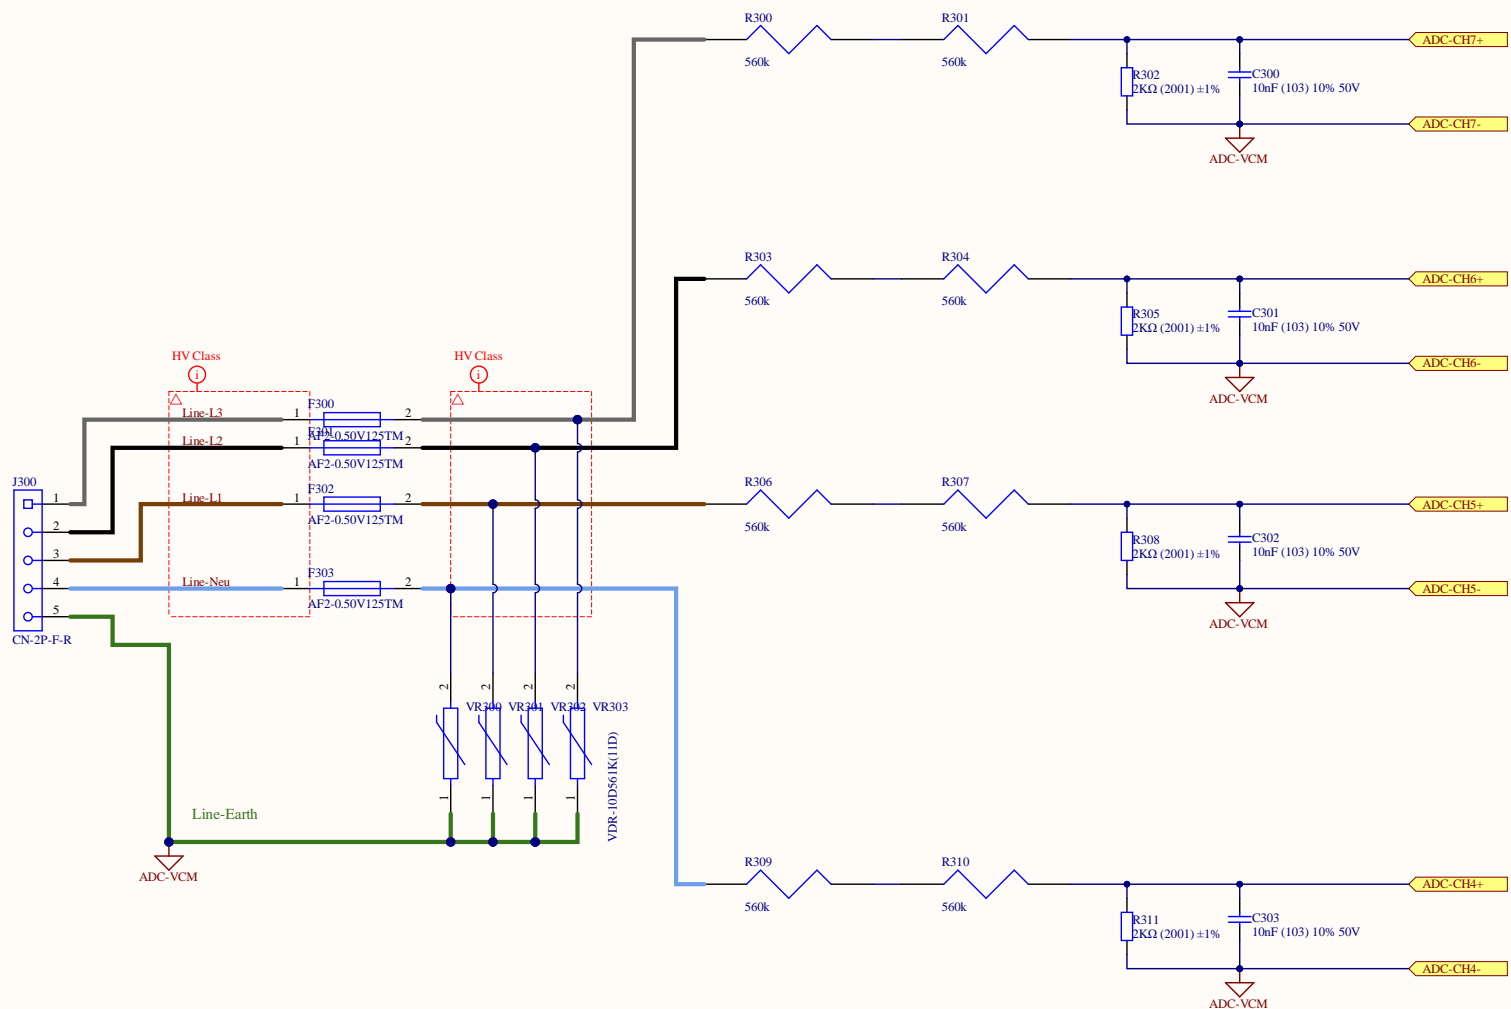 R300
R301
560k
560k
ADC-CH7+
R302
2KΩ (2001) ±1%
C300
10nF (103) 10% 50V
ADC-CH7-
ADC-VCM
R303
R304
560k
560k
ADC-CH6+
R305
2KΩ (2001) ±1%
C301
10nF (103) 10% 50V
ADC-CH6-
ADC-VCM
HV Class
i
HV Class
i
Line-L3
1
F300
2
AF2-0.50V125TM
Line-L2
1
F301
2
AF2-0.50V125TM
J300
1
2
3
4
5
CN-2P-F-R
Line-L1
1
F302
2
AF2-0.50V125TM
Line-Neu
1
F303
2
AF2-0.50V125TM
R306
R307
560k
560k
ADC-CH5+
R308
2KΩ (2001) ±1%
C302
10nF (103) 10% 50V
ADC-CH5-
ADC-VCM
2
2
2
2
VR300
VR301
VR302
VR303
1
1
1
1
VDR-10D561K(11D)
Line-Earth
ADC-VCM
R309
R310
560k
560k
ADC-CH4+
R311
2KΩ (2001) ±1%
C303
10nF (103) 10% 50V
ADC-CH4-
ADC-VCM